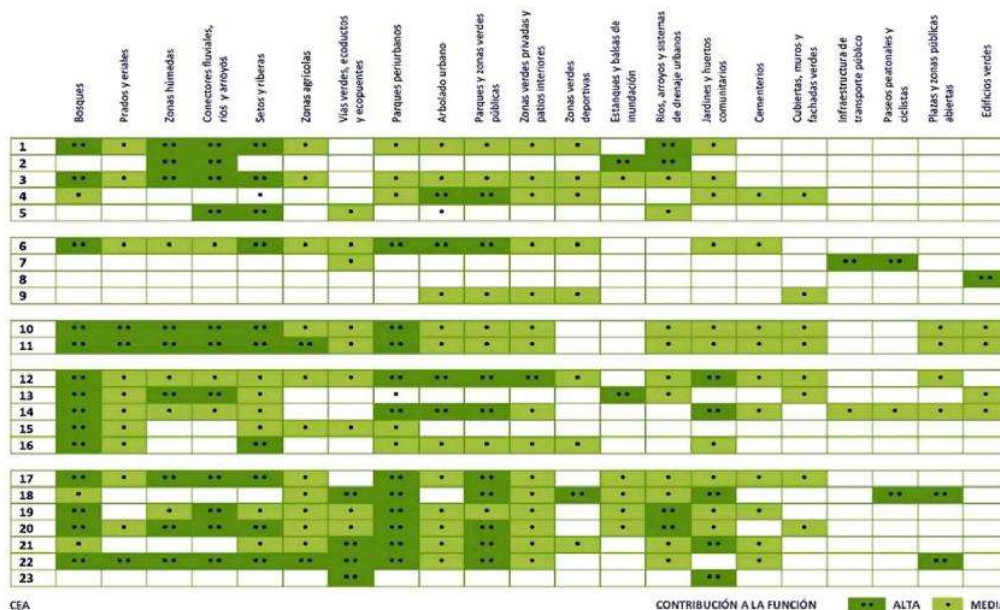 Bosques
Prados y eriales
Zonas húmedas
Conectores fluviales,
ríos y arroyos
Setos y riberas
Zonas agrícolas
Vías verdes, ecoductos
y ecopuentes
Parques periurbanos
Arbolado urbano
Parques y zonas verdes
públicas
Zonas verdes privadas y
patios interiores
Zonas verdes
deportivas
Estanques y balsas de
inundación
Ríos, arroyos y sistemas
de drenaje urbanos
Jardines y huertos
comunitarios
Cementerios
Cubiertas, muros y
fachadas verdes
Infraestructura de
transporte público
Paseos peatonales y
ciclistas
Plazas y zonas públicas
abiertas
Edificios verdes
1
2
3
4
5
6
7
8
9
10
11
12
13
14
15
16
17
18
19
20
21
22
23
CEA
CONTRIBUCIÓN A LA FUNCIÓN ALTA MEDI